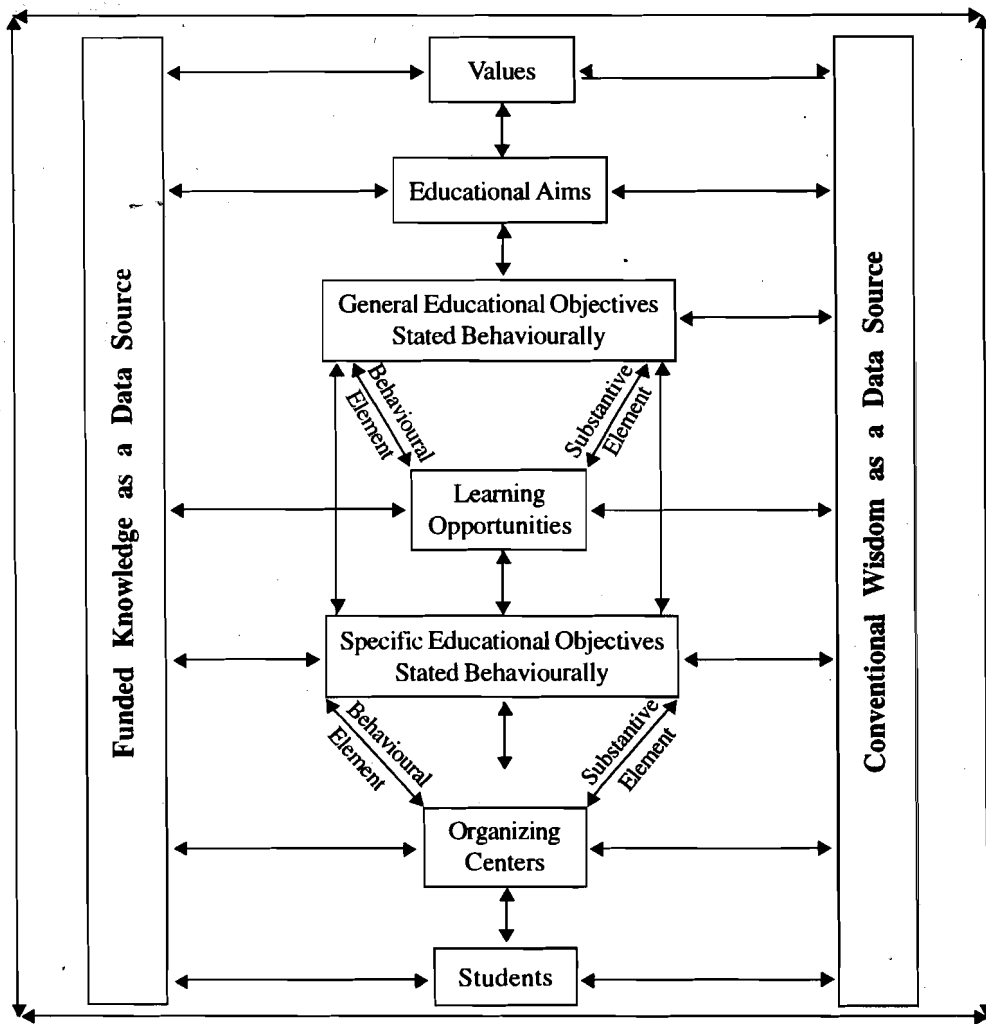 Values
Educational Aims
General Educational Objectives
Stated Behaviourally
Behavioural
Element
Substantive
Element
Learning
Opportunities
Specific Educational Objectives
Stated Behaviourally
Behavioural
Element
Substantive
Element
Organizing
Centers
Students
Funded Knowledge as a Data Source
Conventional Wisdom as a Data Source